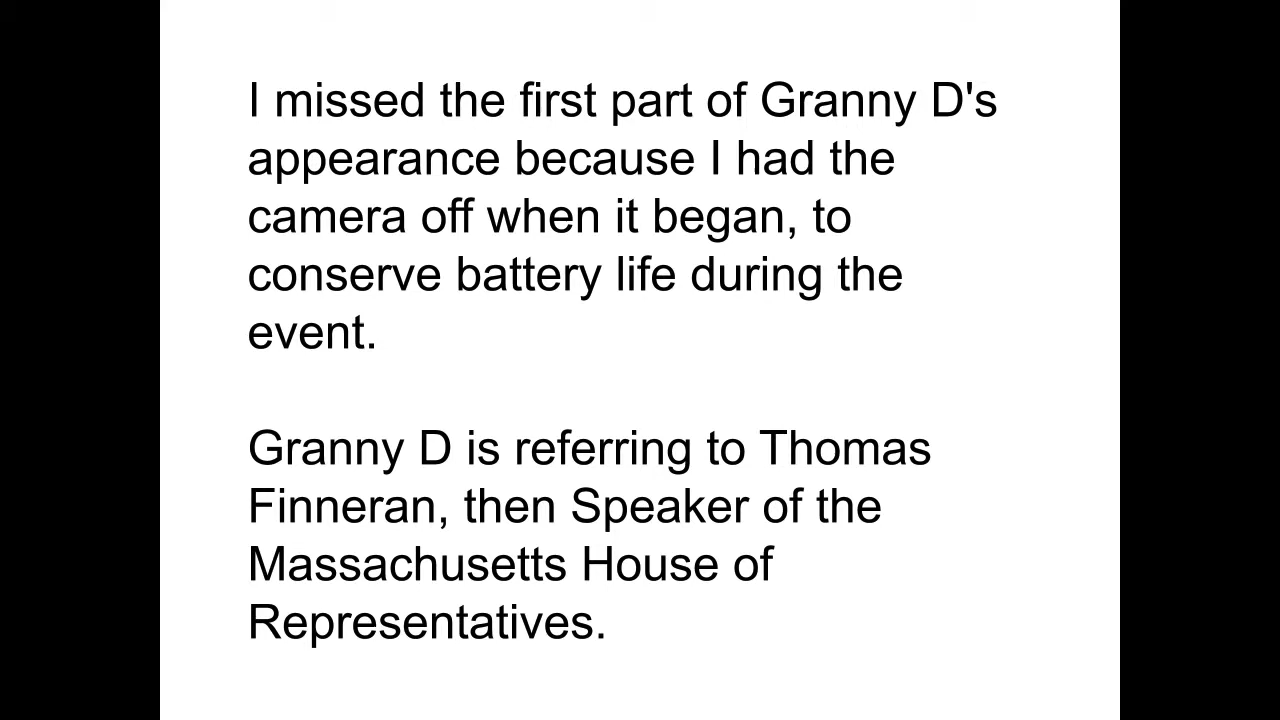 I missed the first part of Granny D's
appearance because I had the
camera off when it began, to
conserve battery life during the
event.
Granny D is referring to Thomas
Finneran, then Speaker of the
Massachusetts House of
Representatives.